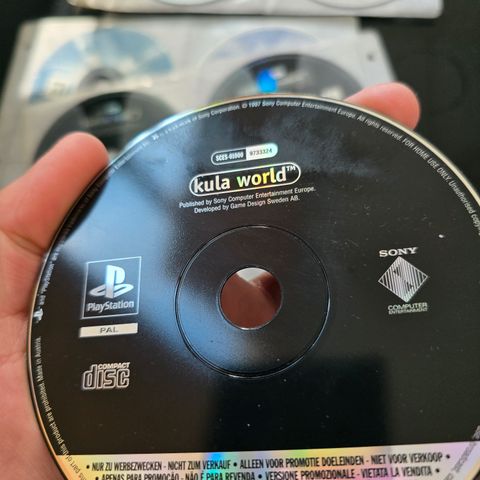 of Sony Corporation. © 1997 Sony Computer Entertainment Europe. All rights reserved. FOR HOME USE ONLY. Unauthorised
SCES-01000 9733324
kula world™
Published by Sony Computer Entertainment Europe.
Developed by Game Design Sweden AB.
PlayStation
PAL
SONY
COMPUTER
ENTERTAINMENT
COMPACT
disc
Made in Austria.
• NUR ZU WERBEZWECKEN - NICHT ZUM VERKAUF • ALLEEN VOOR PROMOTIE DOELEINDEN - NIET VOOR VERKOOP •
• APENAS PARA PROMOÇÃO - NÃO É PARA REVENDA • VERSIONE PROMOZIONALE - VIETATA LA VENDITA •